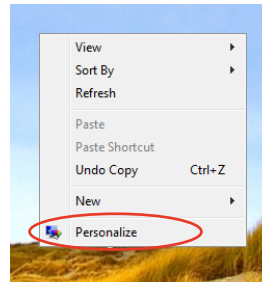 View
Sort By
Refresh
Paste
Paste Shortcut
Undo Copy Ctrl+Z
New
Personalize